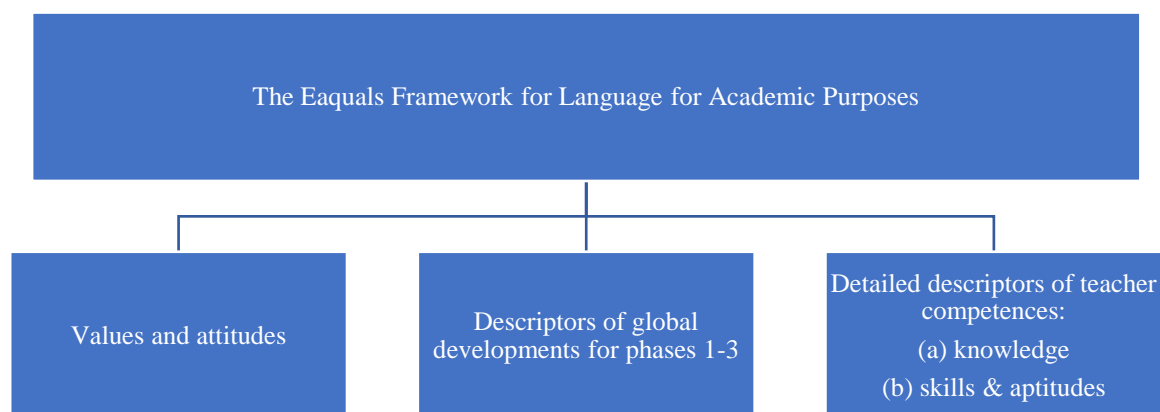 The Eaquals Framework for Language for Academic Purposes
Values and attitudes
Descriptors of global
developments for phases 1-3
Detailed descriptors of teacher
competences:
(a) knowledge
(b) skills & aptitudes